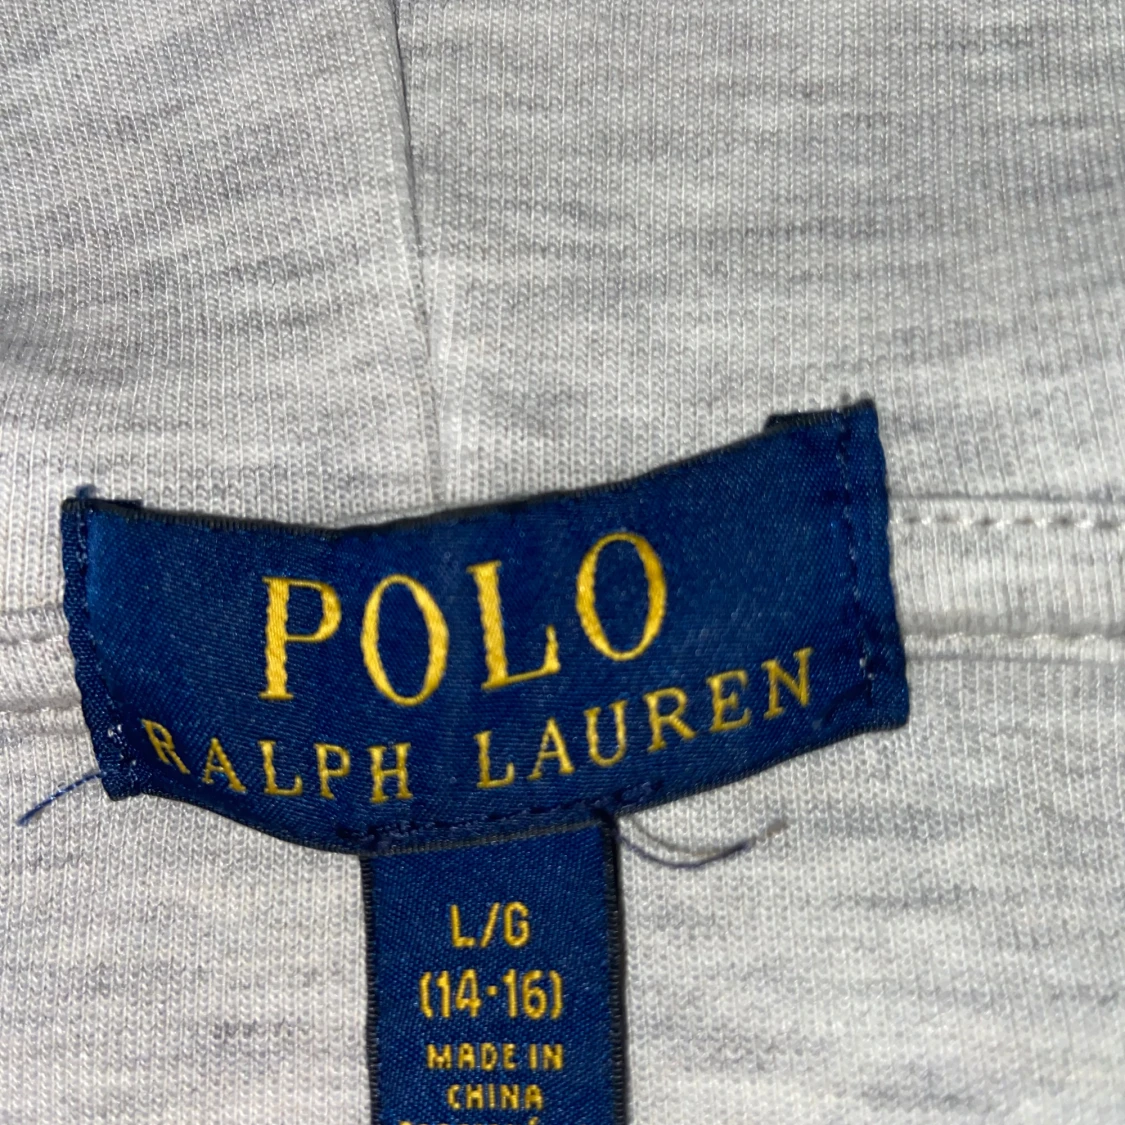 POLO
RALPH LAUREN
L/G
(14-16)
MADE IN
CHINA